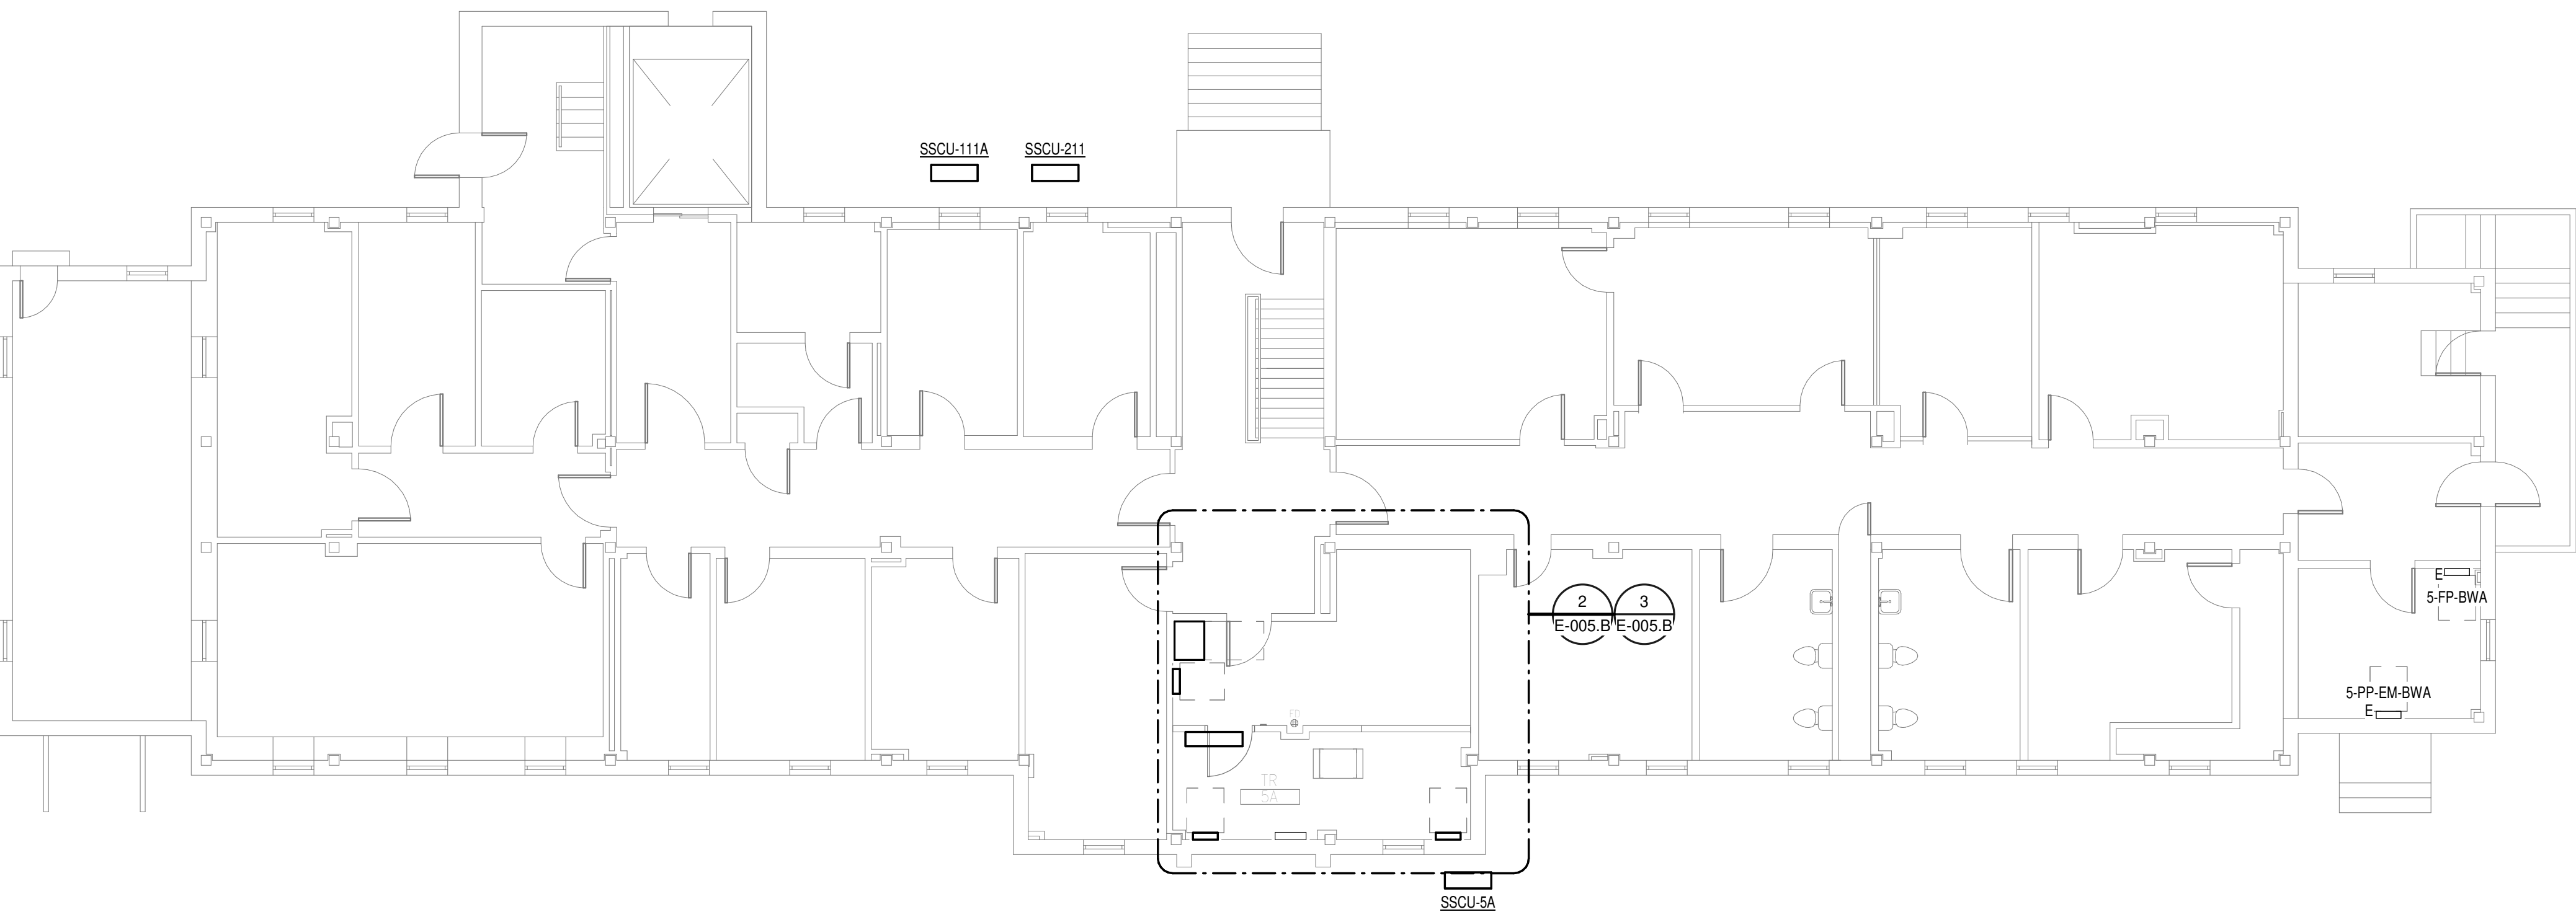 SSCU-111A
SSCU-211
2
E-005.B
3
E-005.B
E
5-FP-BWA
5-PP-EM-BWA
E
FD
TR
5A
SSCU-5A